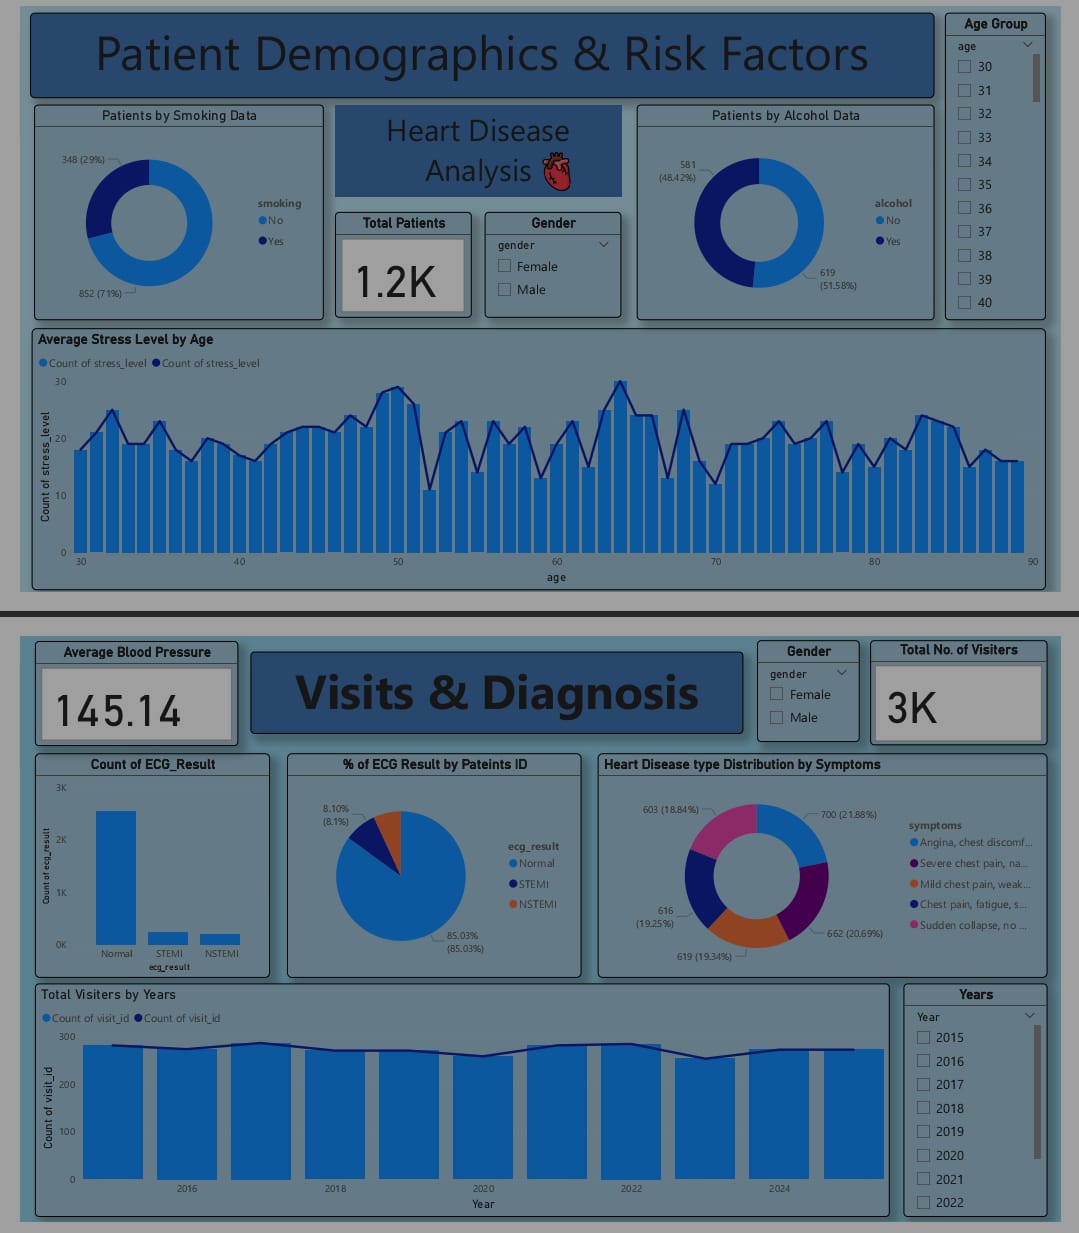 Patient Demographics & Risk Factors
Age Group
age
30
31
32
33
34
35
36
37
38
39
40
Patients by Smoking Data
348 (29%)
852 (71%)
smoking
No
Yes
Heart Disease
Analysis
Total Patients
1.2K
Gender
gender
Female
Male
Patients by Alcohol Data
581
(48.42%)
619
(51.58%)
alcohol
No
Yes
Average Stress Level by Age
Count of stress_level Count of stress_level
Count of stress_level
30
20
10
0
30 40 50 60 70 80 90
age
Average Blood Pressure
145.14
Visits & Diagnosis
Gender
gender
Female
Male
Total No. of Visiters
3K
Count of ECG_Result
Count of ecg_result
3K
2K
1K
0K
Normal STEMI NSTEMI
ecg_result
% of ECG Result by Pateints ID
8.10%
(8.1%)
85.03%
(85.03%)
ecg_result
Normal
STEMI
NSTEMI
Heart Disease type Distribution by Symptoms
603 (18.84%)
700 (21.88%)
616
(19.25%)
662 (20.69%)
619 (19.34%)
symptoms
Angina, chest discomf...
Severe chest pain, na...
Mild chest pain, weak...
Chest pain, fatigue, s...
Sudden collapse, no ...
Total Visiters by Years
Count of visit_id Count of visit_id
Count of visit_id
300
200
100
0
2016 2018 2020 2022 2024
Year
Years
Year
2015
2016
2017
2018
2019
2020
2021
2022